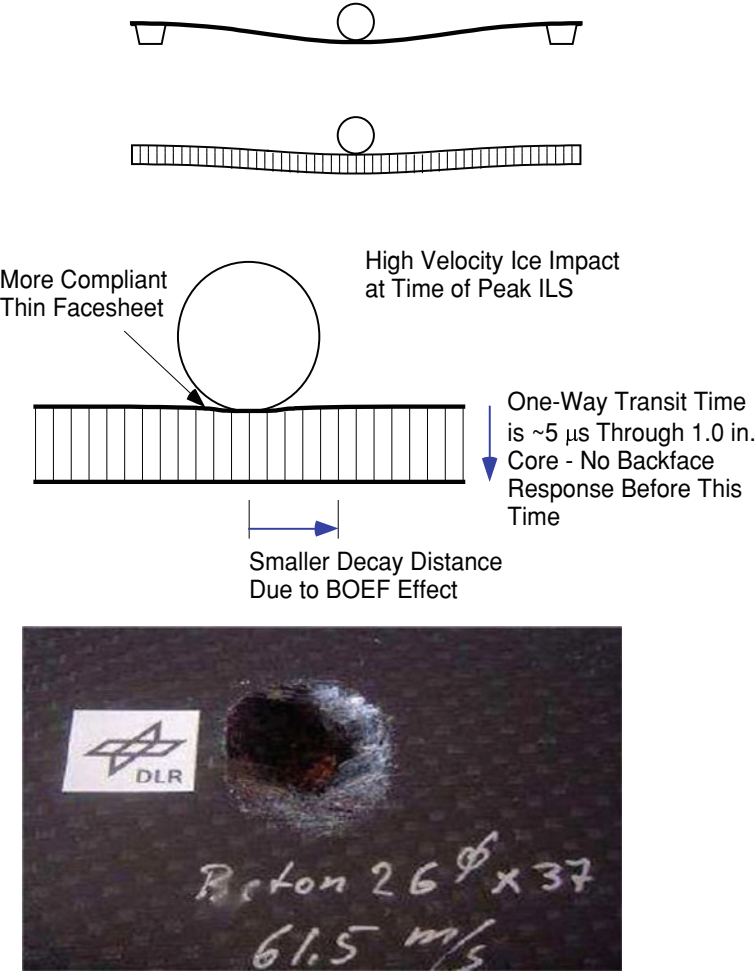 More Compliant
Thin Facesheet
High Velocity Ice Impact
at Time of Peak ILS
One-Way Transit Time
is ~5 μs Through 1.0 in.
Core - No Backface
Response Before This
Time
Smaller Decay Distance
Due to BOEF Effect
DLR
Beton 26 ϕ x 37
61.5 m/s